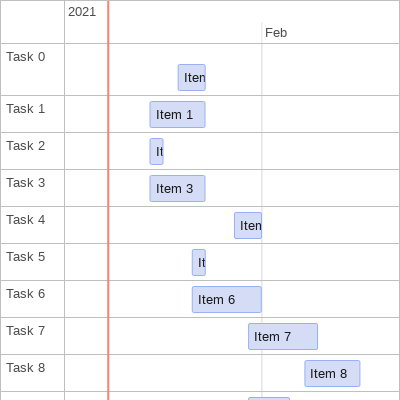 2021
Feb
Task 0
Iten
Task 1
Item 1
Task 2
It
Task 3
Item 3
Task 4
Item
Task 5
It
Task 6
Item 6
Task 7
Item 7
Task 8
Item 8